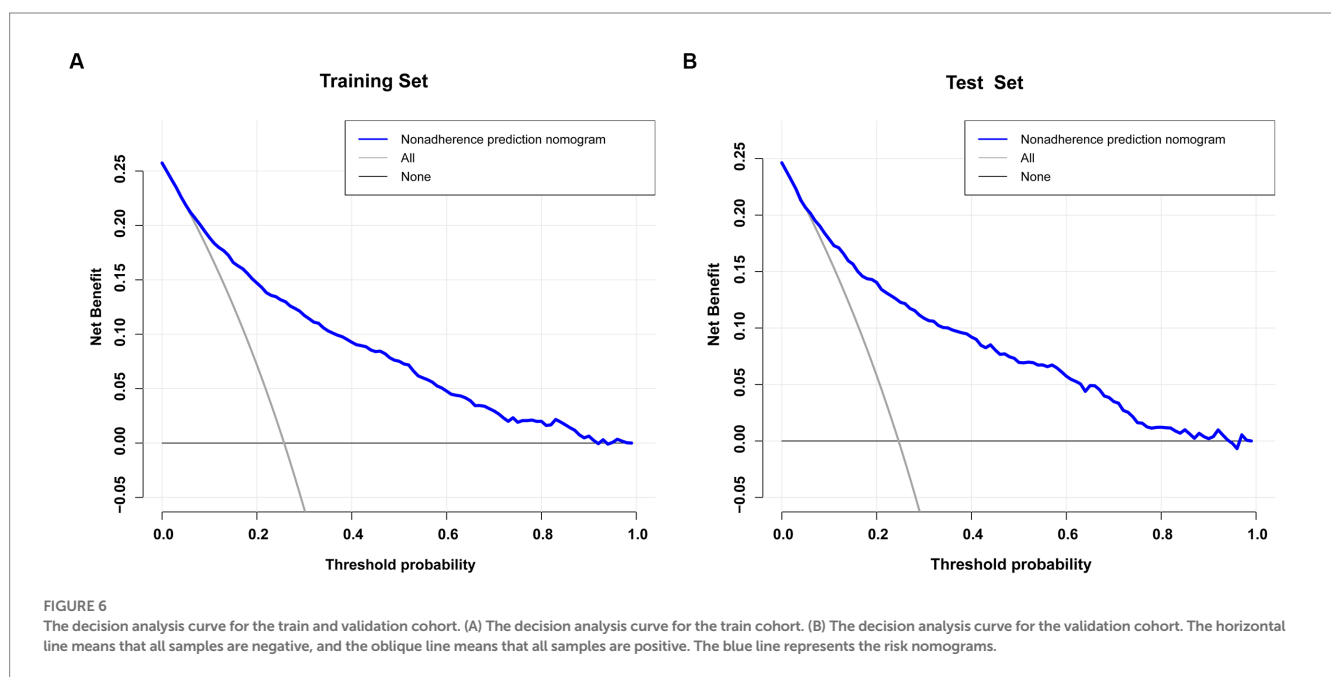 A
Training Set
Nonadherence prediction nomogram
All
None
Net Benefit
0.25
0.20
0.15
0.10
0.05
0.00
−0.05
0.0 0.2 0.4 0.6 0.8 1.0
Threshold probability
B
Test Set
Nonadherence prediction nomogram
All
None
Net Benefit
0.25
0.20
0.15
0.10
0.05
0.00
−0.05
0.0 0.2 0.4 0.6 0.8 1.0
Threshold probability
FIGURE 6
The decision analysis curve for the train and validation cohort. (A) The decision analysis curve for the train cohort. (B) The decision analysis curve for the validation cohort. The horizontal
line means that all samples are negative, and the oblique line means that all samples are positive. The blue line represents the risk nomograms.